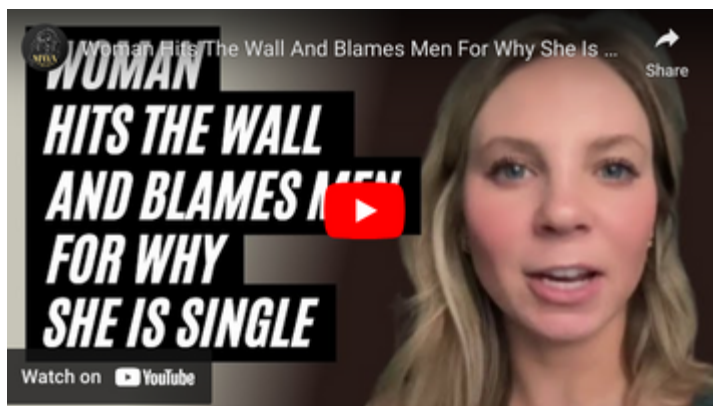 Woman Hits The Wall And Blames Men For Why She Is ...
Share
WOMAN
HITS THE WALL
AND BLAMES MEN
FOR WHY
SHE IS SINGLE
Watch on YouTube